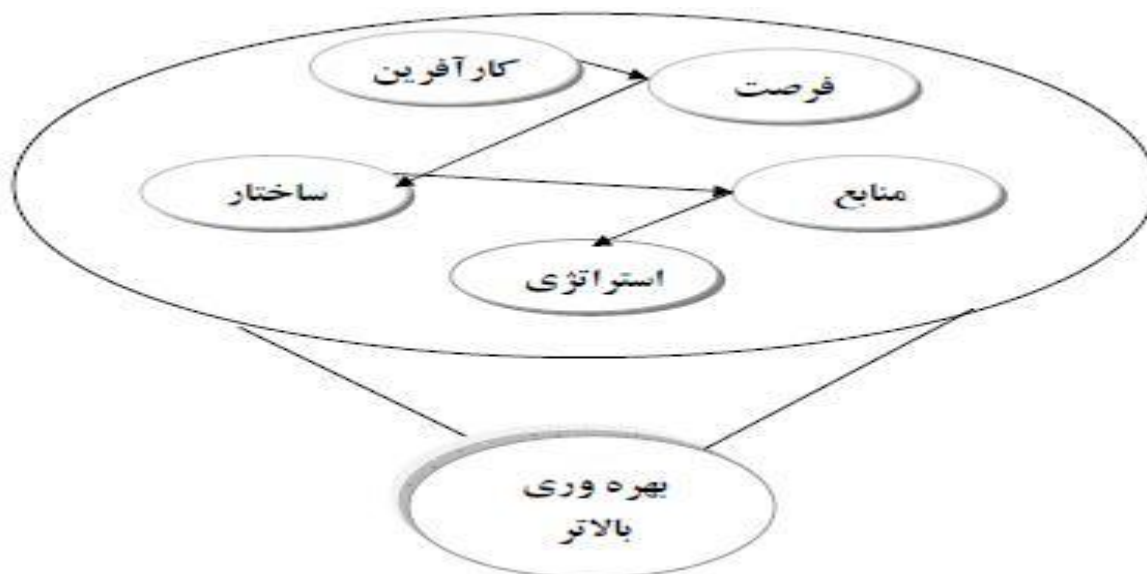 کارآفرین
فرصت
ساختار
منابع
استراتژی
بهره وری
بالاتر